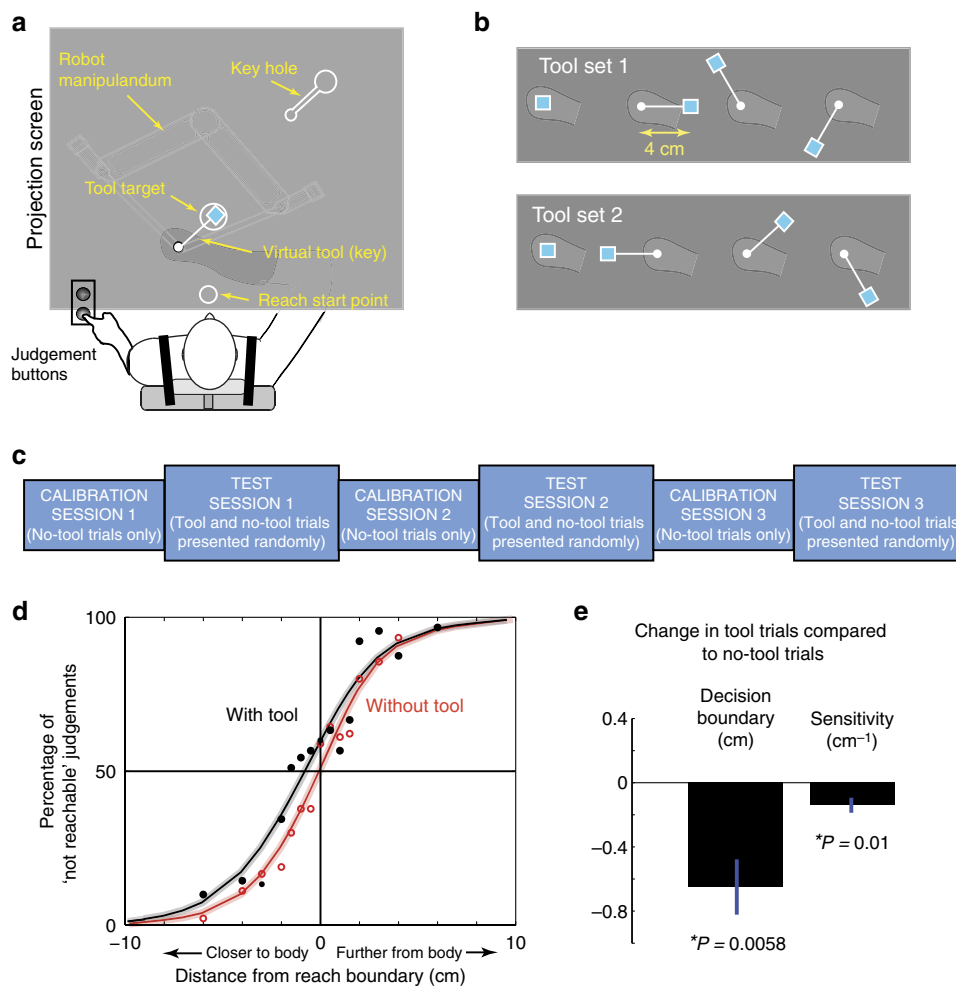 a
Projection screen
Robot
manipulandum
Key hole
Tool target
Virtual tool (key)
Reach start point
Judgement
buttons
b
Tool set 1
4 cm
Tool set 2
c
CALIBRATION
SESSION 1
(No-tool trials only)
TEST
SESSION 1
(Tool and no-tool trials
presented randomly)
CALIBRATION
SESSION 2
(No-tool trials only)
TEST
SESSION 2
(Tool and no-tool trials
presented randomly)
CALIBRATION
SESSION 3
(No-tool trials only)
TEST
SESSION 3
(Tool and no-tool trials
presented randomly)
d
Percentage of
'not reachable' judgements
100
50
0
With tool
Without tool
−10
0
10
Closer to body
Further from body
Distance from reach boundary (cm)
e
Change in tool trials compared
to no-tool trials
Decision
boundary
(cm)
Sensitivity
(cm⁻¹)
0.4
0
−0.4
−0.8
*P = 0.01
*P = 0.0058